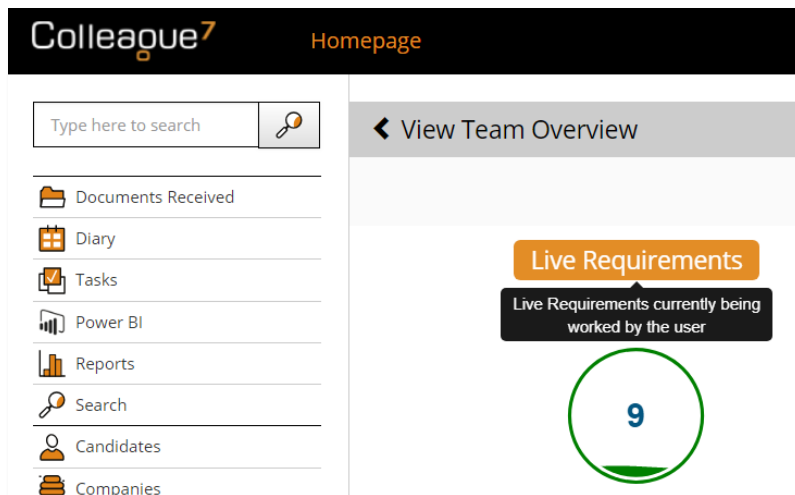 Colleague7
Homepage
Type here to search
Documents Received
Diary
Tasks
Power BI
Reports
Search
Candidates
Companies
View Team Overview
Live Requirements
Live Requirements currently being
worked by the user
9